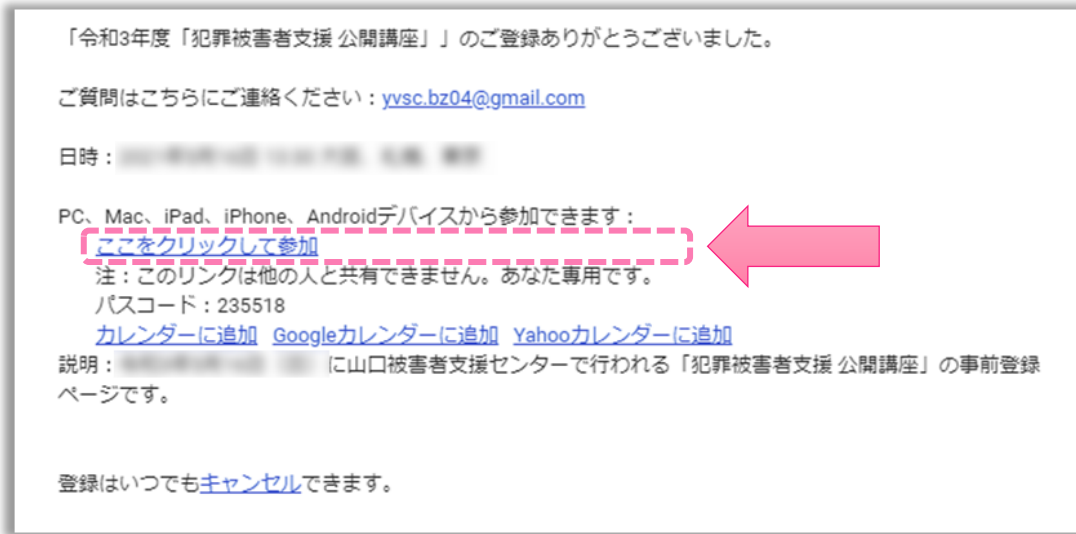 「令和3年度「犯罪被害者支援 公開講座」」のご登録ありがとうございました。
ご質問はこちらにご連絡ください：yvsc.bz04@gmail.com
日時：
PC、Mac、iPad、iPhone、Androidデバイスから参加できます：
ここをクリックして参加
注：このリンクは他の人と共有できません。あなた専用です。
パスコード：235518
カレンダーに追加 Googleカレンダーに追加 Yahooカレンダーに追加
説明： に山口被害者支援センターで行われる「犯罪被害者支援 公開講座」の事前登録
ページです。
登録はいつでもキャンセルできます。